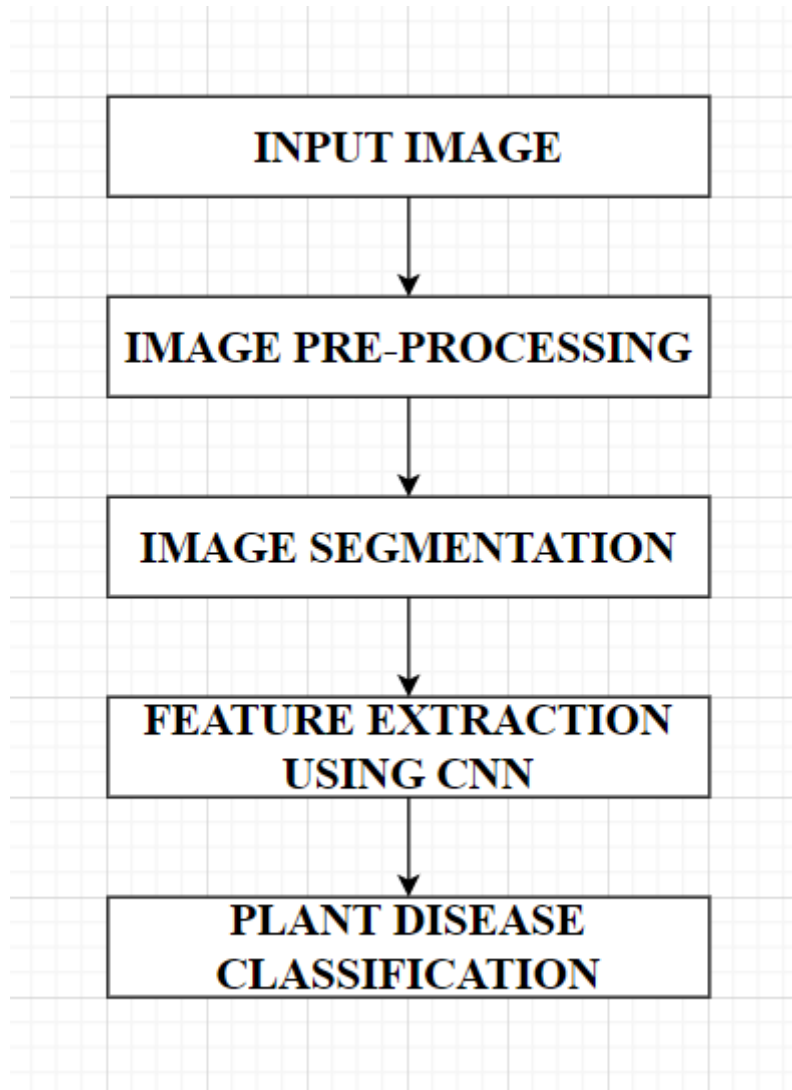 INPUT IMAGE
IMAGE PRE-PROCESSING
IMAGE SEGMENTATION
FEATURE EXTRACTION
USING CNN
PLANT DISEASE
CLASSIFICATION